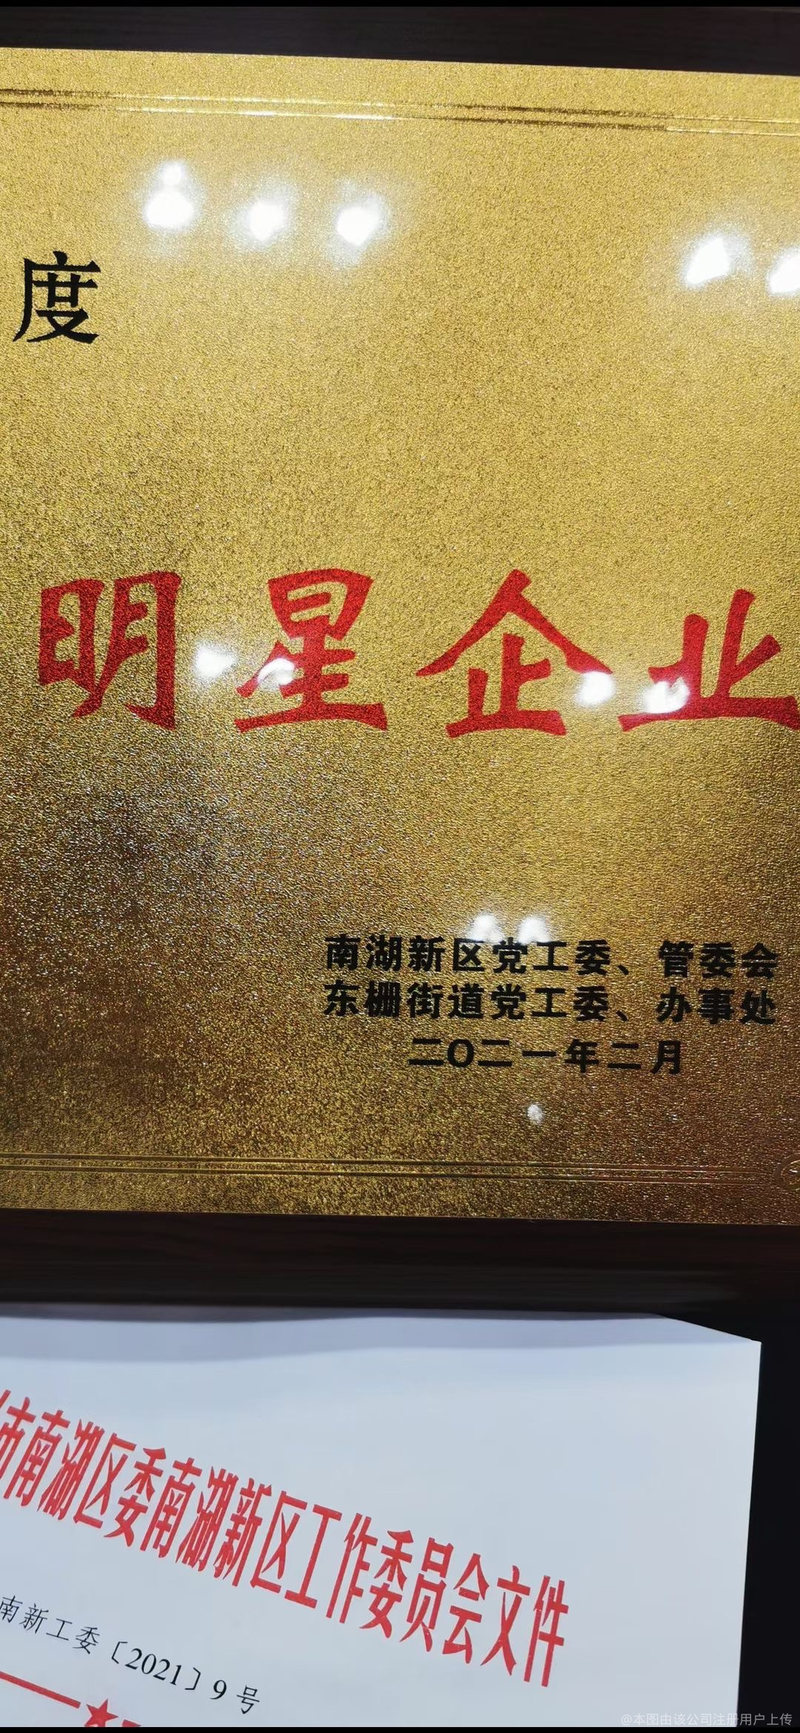 度
明星企业
南湖新区党工委、管委会
东栅街道党工委、办事处
二〇二一年二月
市南湖区委南湖新区工作委员会文件
南新工委〔2021〕9号
@本图由该公司注册用户上传